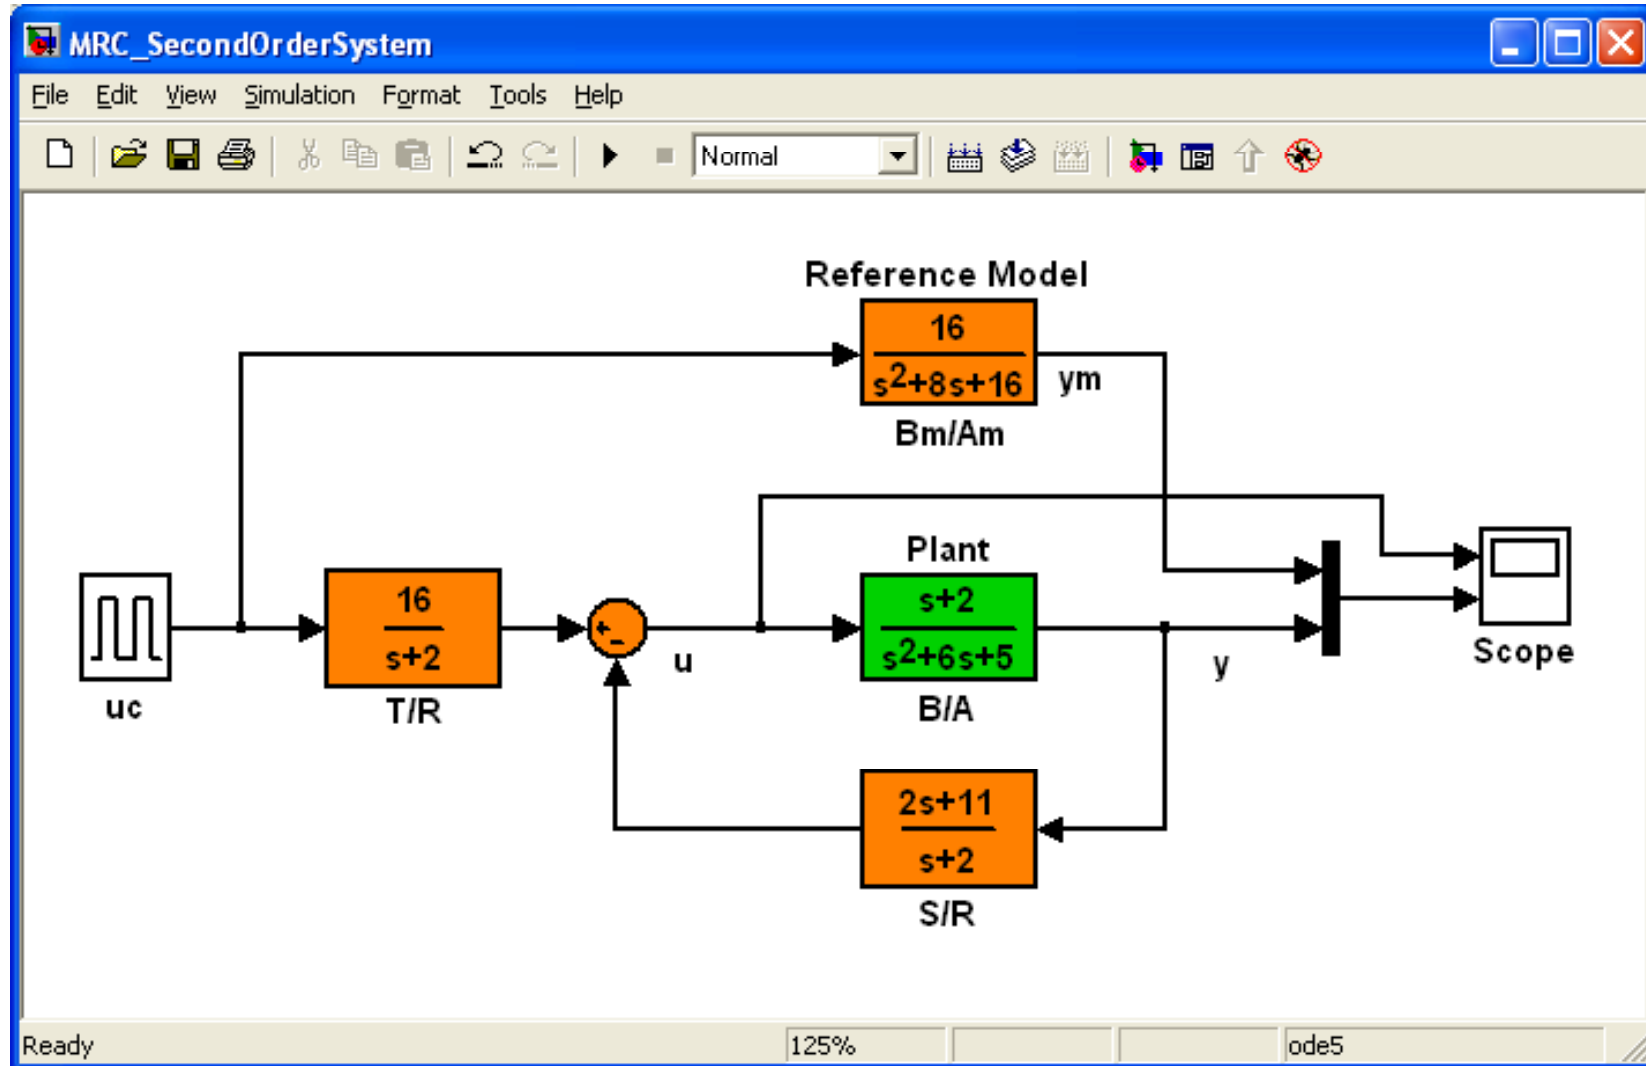 MRC_SecondOrderSystem
File Edit View Simulation Format Tools Help
Normal
Reference Model
16
s2+8s+16
ym
Bm/Am
Plant
16
s+2
T/R
uc
+
-
u
s+2
s2+6s+5
B/A
y
Scope
2s+11
s+2
S/R
Ready 125% ode5